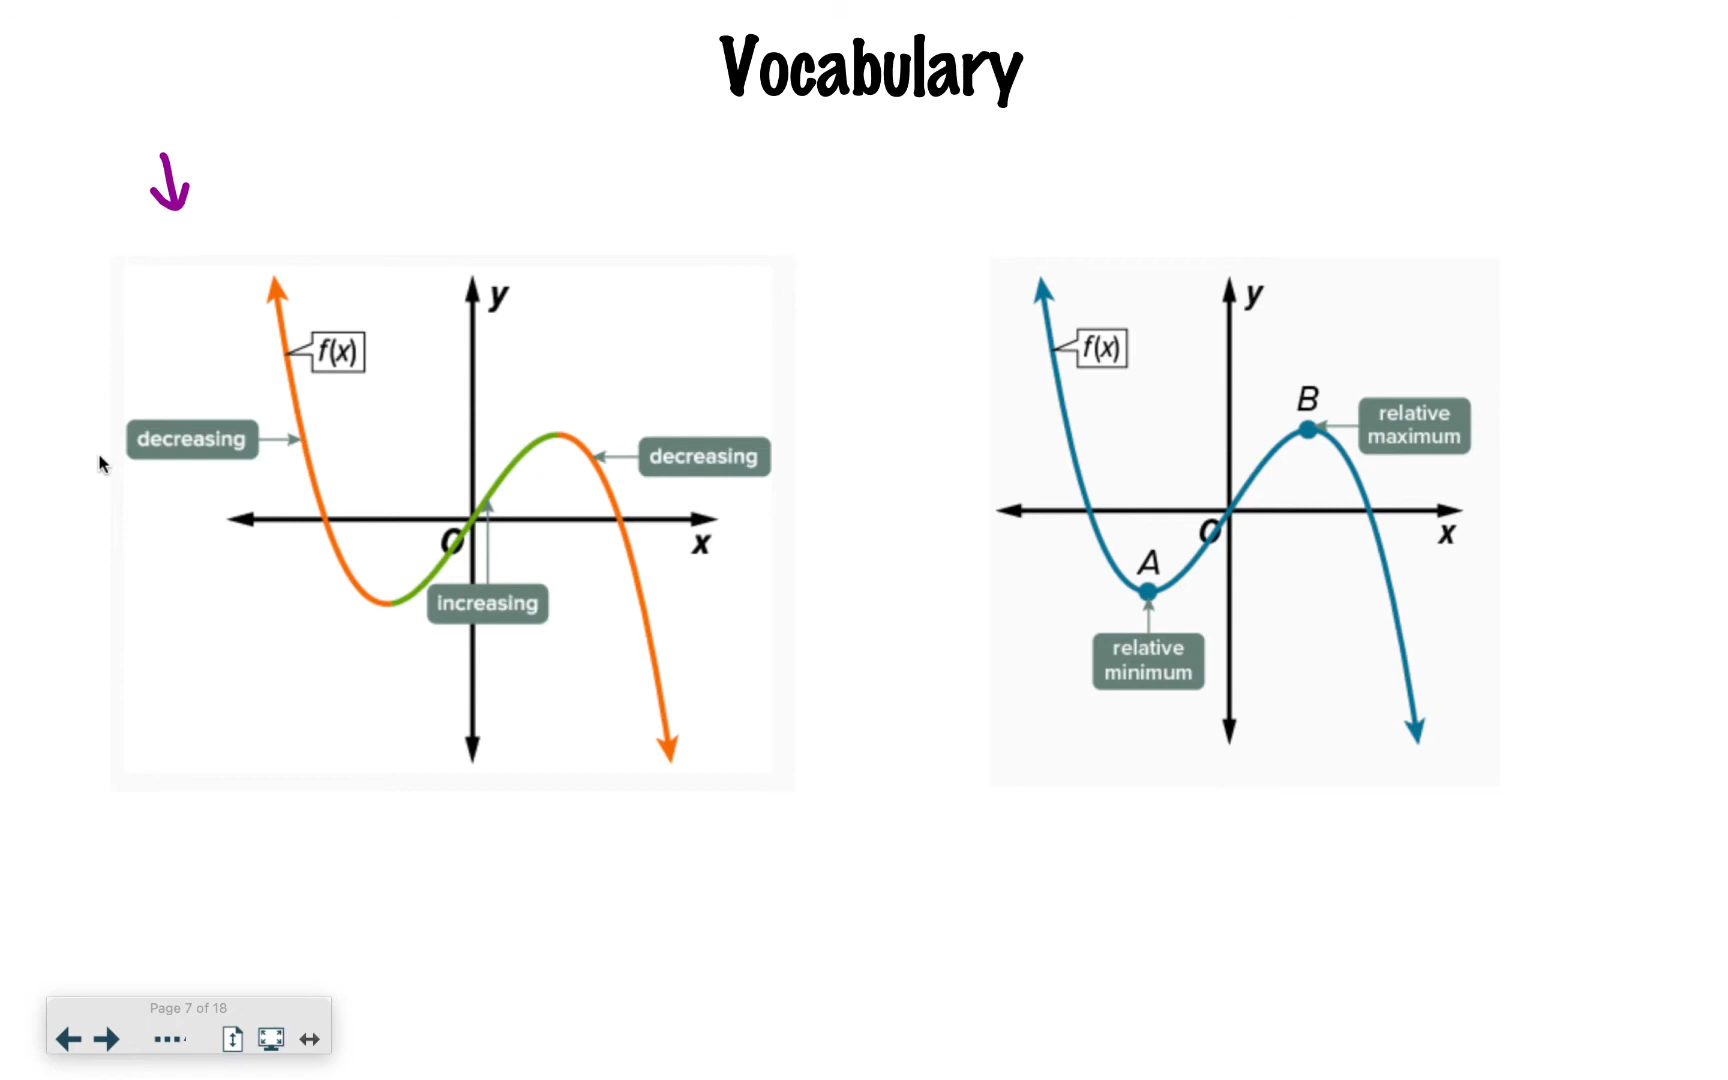 Vocabulary
y
f(x)
decreasing
decreasing
O
x
increasing
y
f(x)
B
relative
maximum
O
x
A
relative
minimum
Page 7 of 18